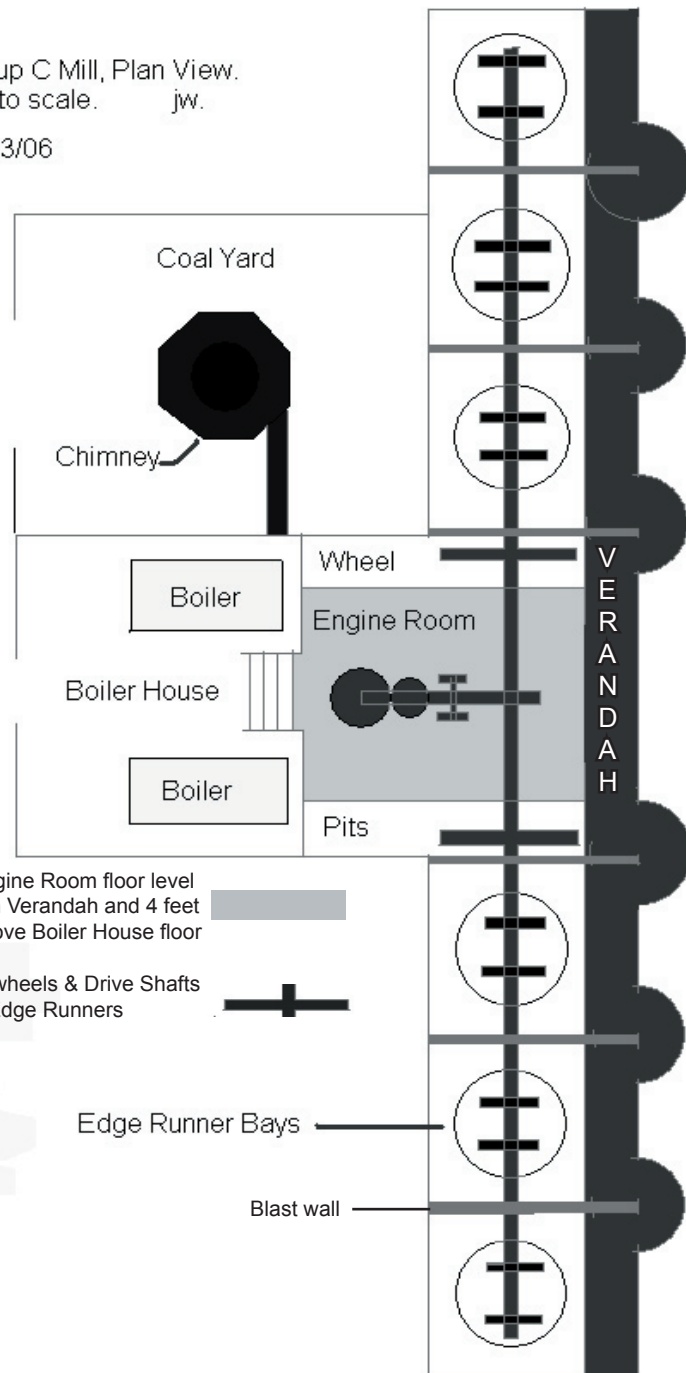 up C Mill, Plan View.
to scale. jw.
3/06
Coal Yard
Chimney
Wheel
Boiler
Engine Room
Boiler House
VERANDAH
Boiler
Pits
gine Room floor level
Verandah and 4 feet
ove Boiler House floor
wheels & Drive Shafts
Edge Runners
Edge Runner Bays
Blast wall